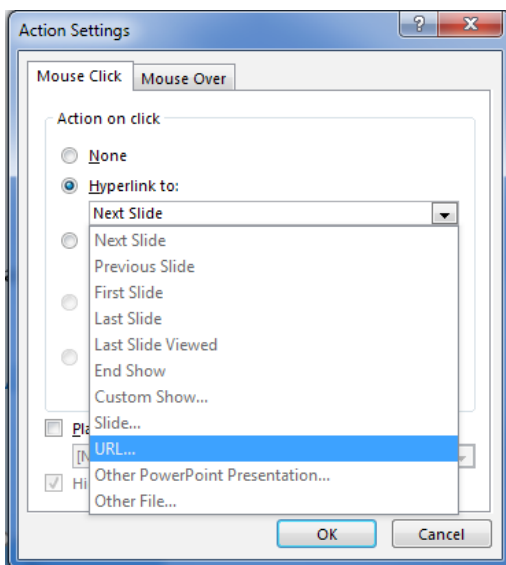 Action Settings
Mouse Click Mouse Over
Action on click
None
Hyperlink to:
Next Slide
Next Slide
Previous Slide
First Slide
Last Slide
Last Slide Viewed
End Show
Custom Show...
Slide...
URL...
Other PowerPoint Presentation...
Other File...
OK Cancel